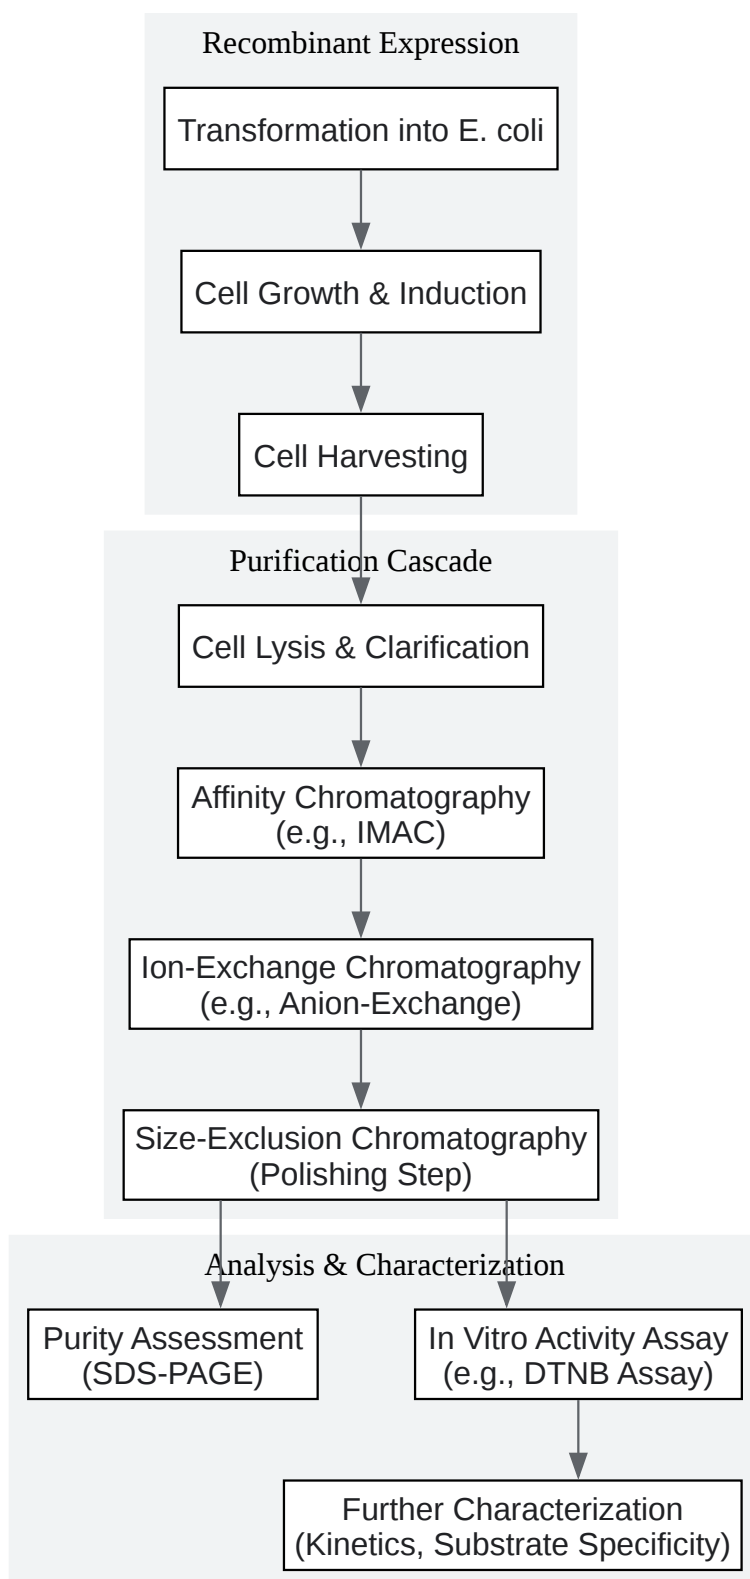 Recombinant Expression
Transformation into E. coli
Cell Growth & Induction
Cell Harvesting
Purification Cascade
Cell Lysis & Clarification
Affinity Chromatography
(e.g., IMAC)
Ion-Exchange Chromatography
(e.g., Anion-Exchange)
Size-Exclusion Chromatography
(Polishing Step)
Analysis & Characterization
Purity Assessment
(SDS-PAGE)
In Vitro Activity Assay
(e.g., DTNB Assay)
Further Characterization
(Kinetics, Substrate Specificity)